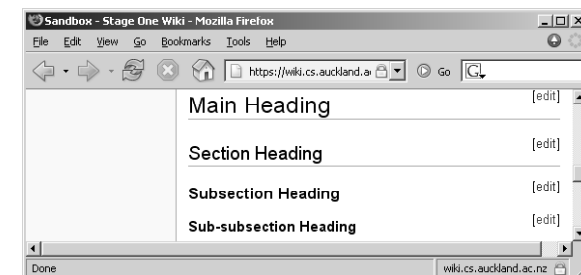 Sandbox - Stage One Wiki - Mozilla Firefox
File Edit View Go Bookmarks Tools Help
https://wiki.cs.auckland.a Go G
Main Heading [edit]
Section Heading [edit]
Subsection Heading [edit]
Sub-subsection Heading [edit]
Done wiki.cs.auckland.ac.nz